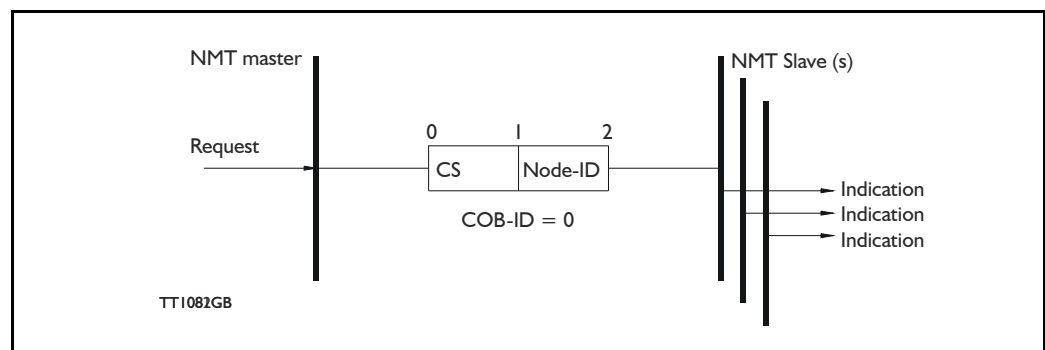 NMT master
NMT Slave (s)
0 1 2
Request
CS
Node-ID
COB-ID = 0
Indication
Indication
Indication
TT1082GB